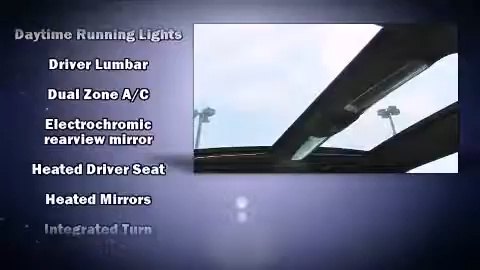 Daytime Running Lights
Driver Lumbar
Dual Zone A/C
Electrochromic
rearview mirror
Heated Driver Seat
Heated Mirrors
Integrated Turn